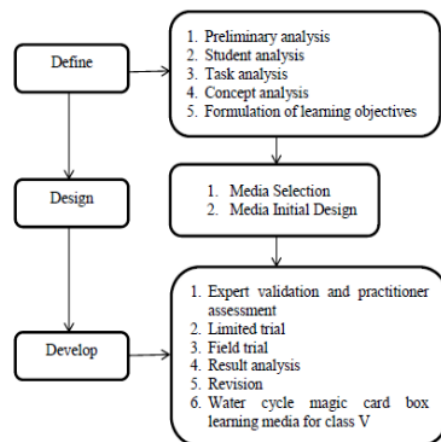 Define
1. Preliminary analysis
2. Student analysis
3. Task analysis
4. Concept analysis
5. Formulation of learning objectives
Design
1. Media Selection
2. Media Initial Design
Develop
1. Expert validation and practitioner
assessment
2. Limited trial
3. Field trial
4. Result analysis
5. Revision
6. Water cycle magic card box
learning media for class V